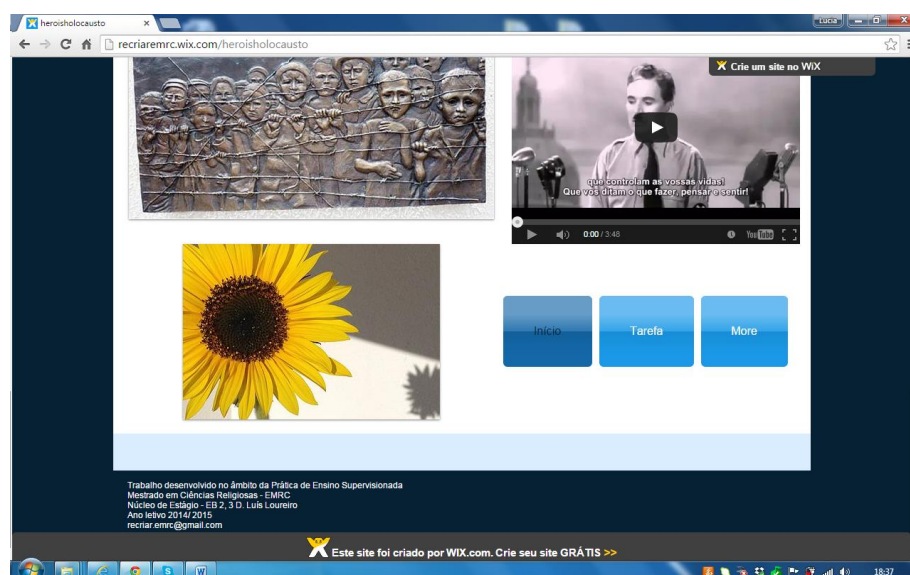 heroisholocausto
Lúcia
recriaremrc.wix.com/heroisholocausto
Crie um site no WiX
que controlam as vossas vidas!
Que vos ditam o que fazer, pensar e sentir!
0:00 / 3:48
YouTube
Início
Tarefa
More
Trabalho desenvolvido no âmbito da Prática de Ensino Supervisionada
Mestrado em Ciências Religiosas - EMRC
Núcleo de Estágio - EB 2, 3 D. Luís Loureiro
Ano letivo 2014/ 2015
recriar.emrc@gmail.com
Este site foi criado por WIX.com. Crie seu site GRÁTIS >>
18:37